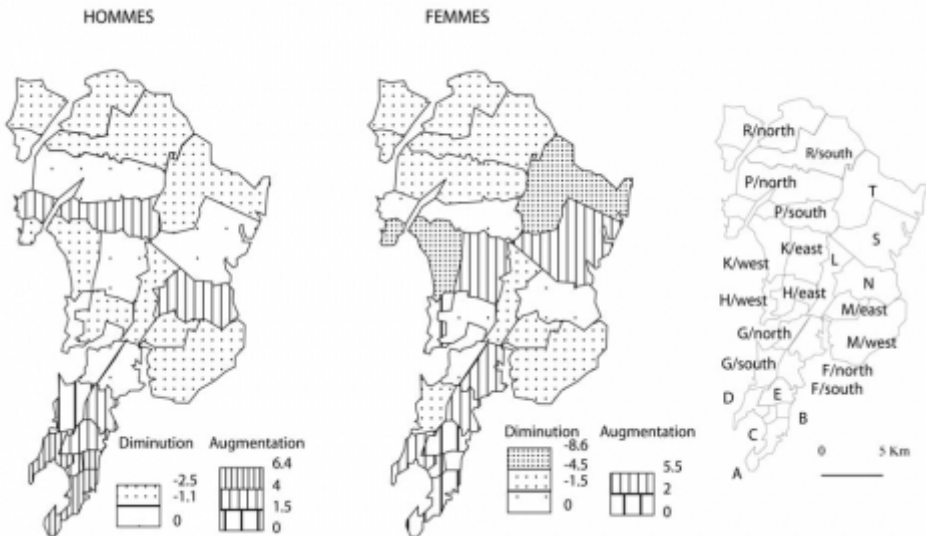 HOMMES
FEMMES
R/north
R/south
P/north
T
P/south
S
K/east
L
K/west
N
H/west
H/east
M/east
G/north
M/west
G/south
F/north
F/south
D
E
B
C
A
0 5 Km
Diminution
-2.5
-1.1
0
Augmentation
6.4
4
1.5
0
Diminution
-8.6
-4.5
-1.5
0
Augmentation
5.5
2
0